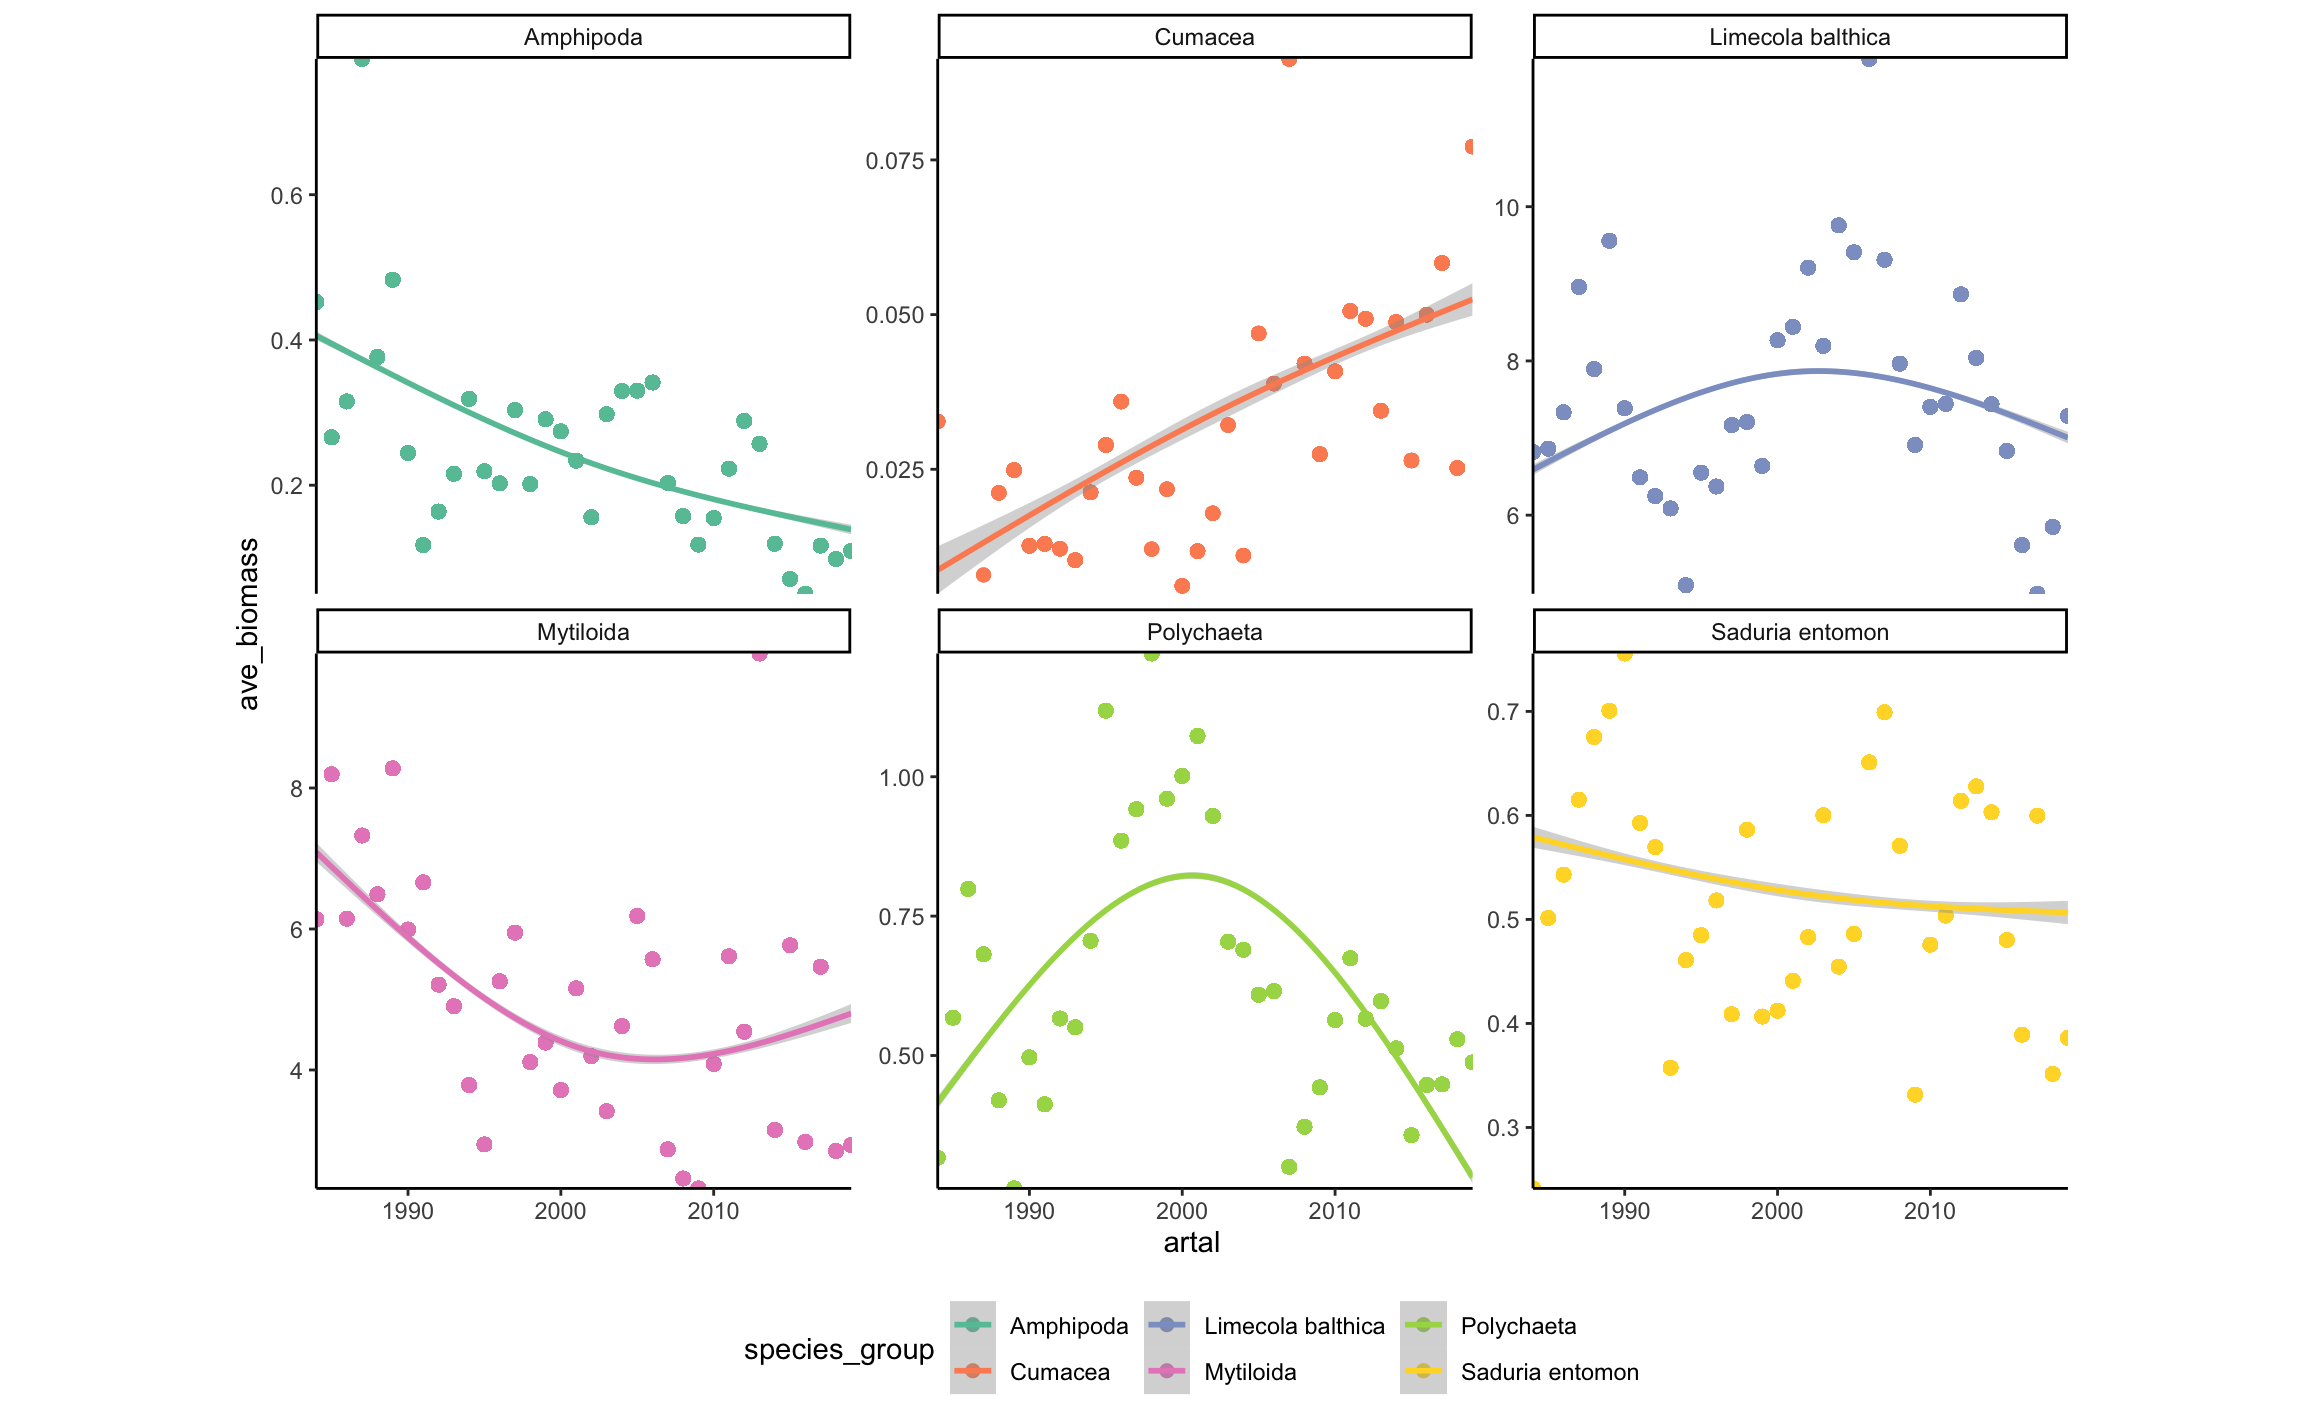 Amphipoda
Cumacea
Limecola balthica
0.6
0.4
0.2
0.075
0.050
0.025
10
8
6
ave_biomass
Mytiloida
Polychaeta
Saduria entomon
8
6
4
1.00
0.75
0.50
0.7
0.6
0.5
0.4
0.3
1990 2000 2010
1990 2000 2010
1990 2000 2010
artal
species_group
Amphipoda
Limecola balthica
Polychaeta
Cumacea
Mytiloida
Saduria entomon